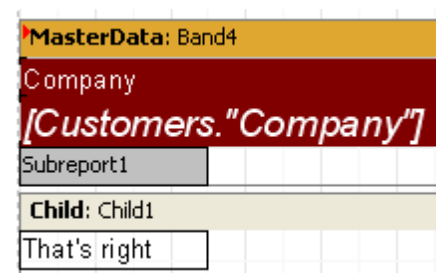 MasterData: Band4
Company
[Customers."Company"]
Subreport1
Child: Child1
That's right